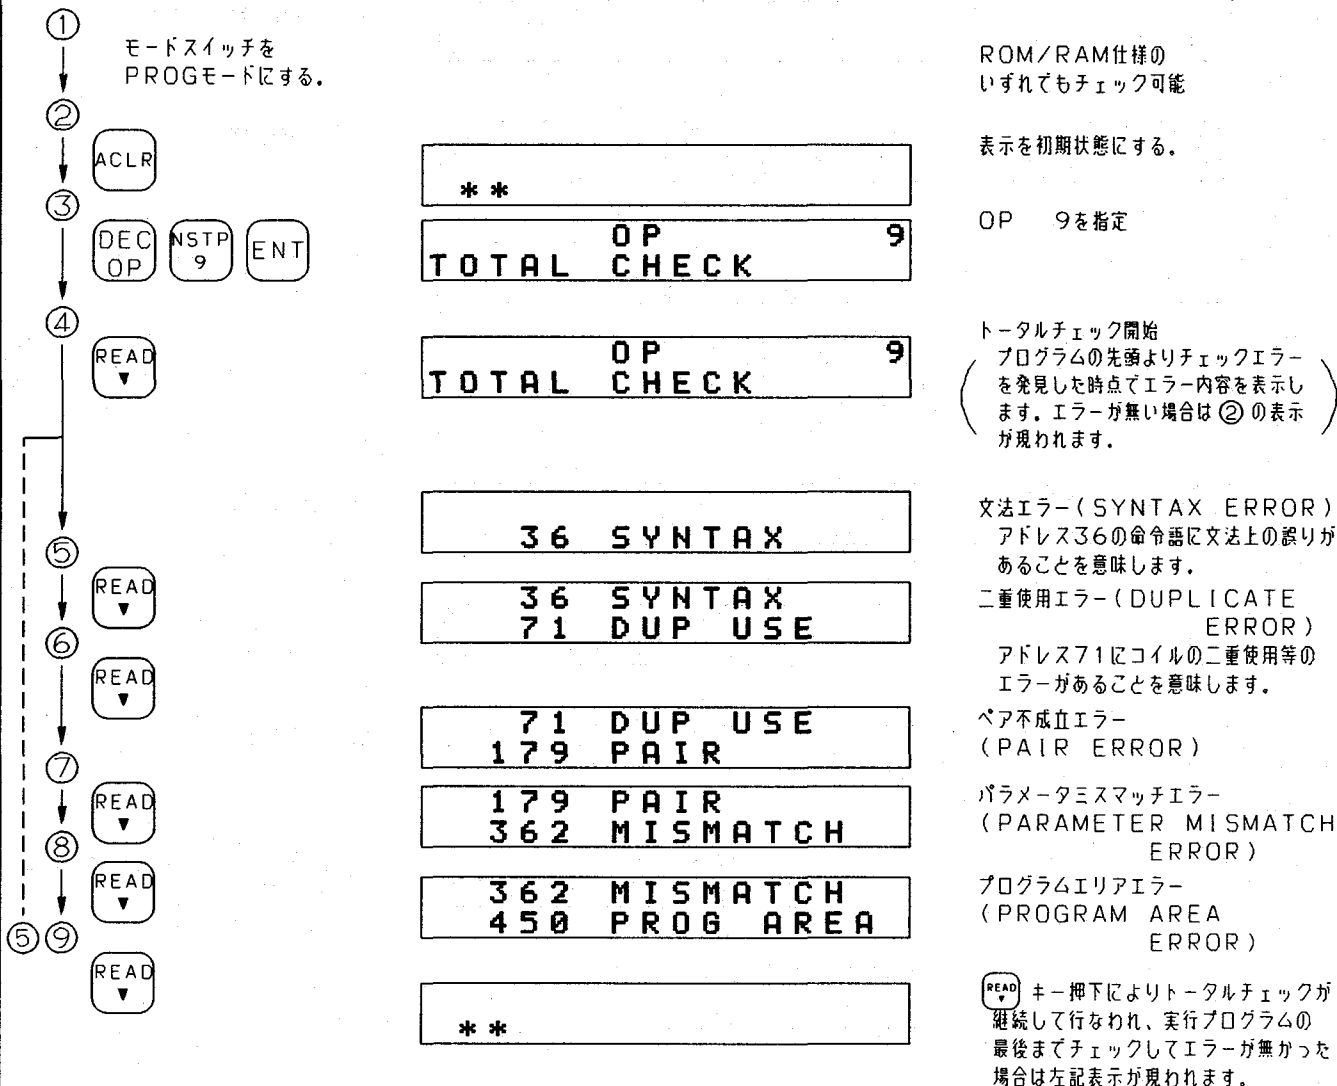 ①
モードスイッチを
PROGモードにする.
ROM/RAM仕様の
いずれでもチェック可能
②
ACLR
**
表示を初期状態にする.
③
DEC
OP
NSTP
9
ENT
OP 9
TOTAL CHECK
OP 9を指定
④
READ
▼
OP 9
TOTAL CHECK
トータルチェック開始
プログラムの先頭よりチェックエラー
を発見した時点でエラー内容を表示し
ます. エラーが無い場合は②の表示
が現われます.
36 SYNTAX
文法エラー(SYNTAX ERROR)
アドレス36の命令語に文法上の誤りが
あることを意味します.
⑤
READ
▼
36 SYNTAX
71 DUP USE
二重使用エラー(DUPLICATE
ERROR)
アドレス71にコイルの二重使用等の
エラーがあることを意味します.
⑥
READ
▼
71 DUP USE
179 PAIR
ペア不成立エラー
(PAIR ERROR)
⑦
READ
▼
179 PAIR
362 MISMATCH
パラメータミスマッチエラー
(PARAMETER MISMATCH
ERROR)
⑧
READ
▼
362 MISMATCH
450 PROG AREA
プログラムエリアエラー
(PROGRAM AREA
ERROR)
⑤⑨
READ
▼
**
READ
▼ キー押下によりトータルチェックが
継続して行なわれ、実行プログラムの
最後までチェックしてエラーが無かった
場合は左記表示が現われます.